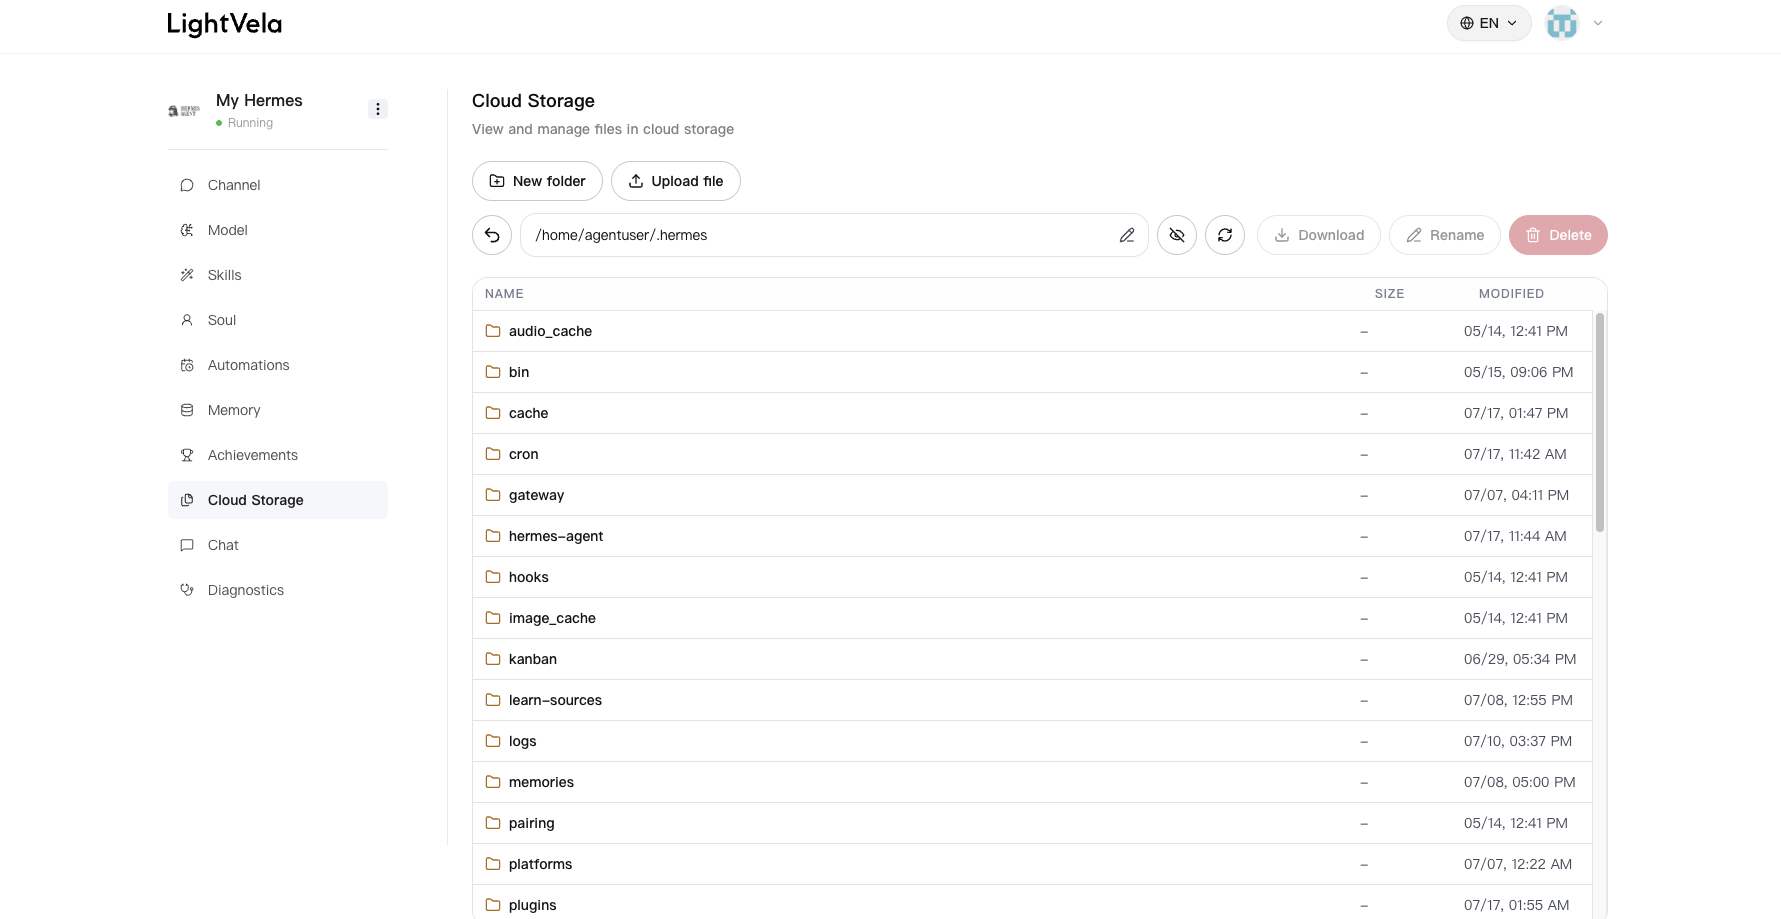 LightVela
EN
My Hermes
Running
Channel
Model
Skills
Soul
Automations
Memory
Achievements
Cloud Storage
Chat
Diagnostics
Cloud Storage
View and manage files in cloud storage
New folder
Upload file
/home/agentuser/.hermes
Download
Rename
Delete
NAME SIZE MODIFIED
audio_cache – 05/14, 12:41 PM
bin – 05/15, 09:06 PM
cache – 07/17, 01:47 PM
cron – 07/17, 11:42 AM
gateway – 07/07, 04:11 PM
hermes-agent – 07/17, 11:44 AM
hooks – 05/14, 12:41 PM
image_cache – 05/14, 12:41 PM
kanban – 06/29, 05:34 PM
learn-sources – 07/08, 12:55 PM
logs – 07/10, 03:37 PM
memories – 07/08, 05:00 PM
pairing – 05/14, 12:41 PM
platforms – 07/07, 12:22 AM
plugins – 07/17, 01:55 AM